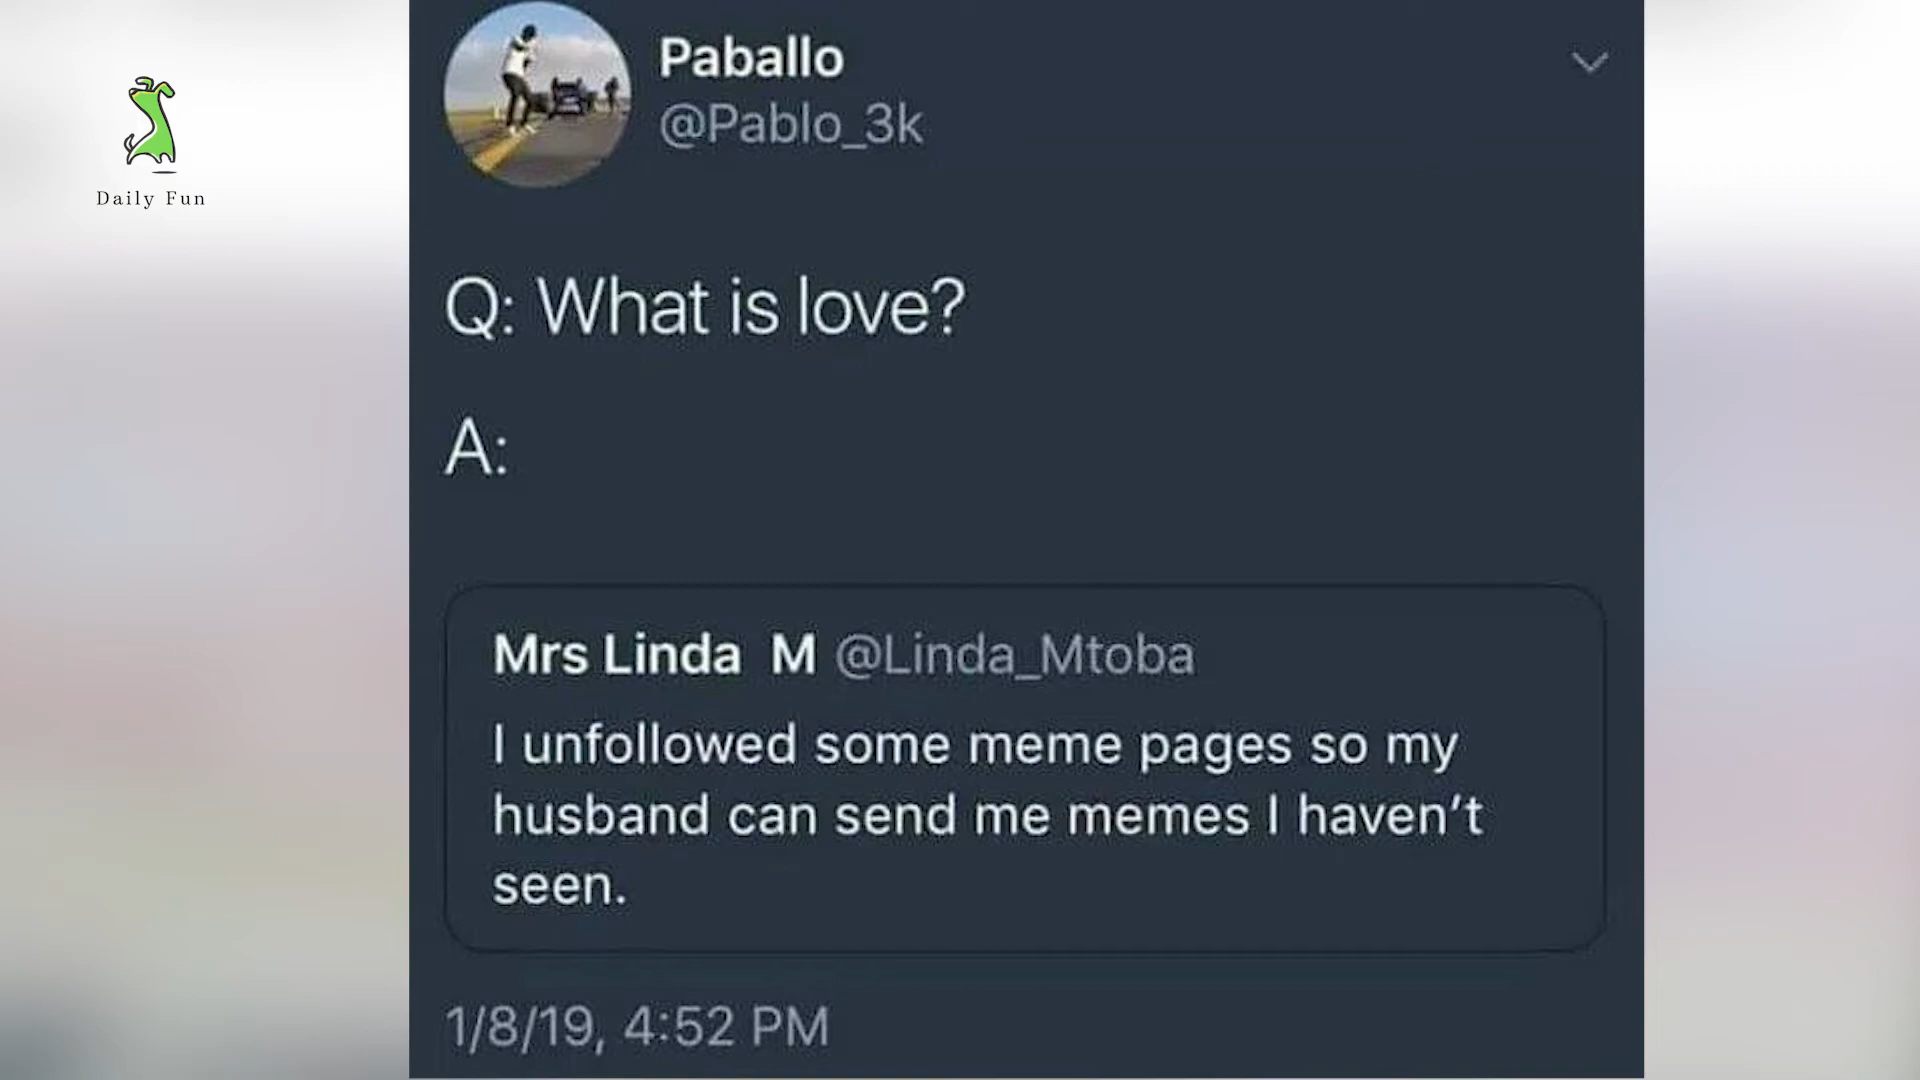 Daily Fun
Paballo
@Pablo_3k
Q: What is love?
A:
Mrs Linda M @Linda_Mtoba
I unfollowed some meme pages so my
husband can send me memes I haven't
seen.
1/8/19, 4:52 PM